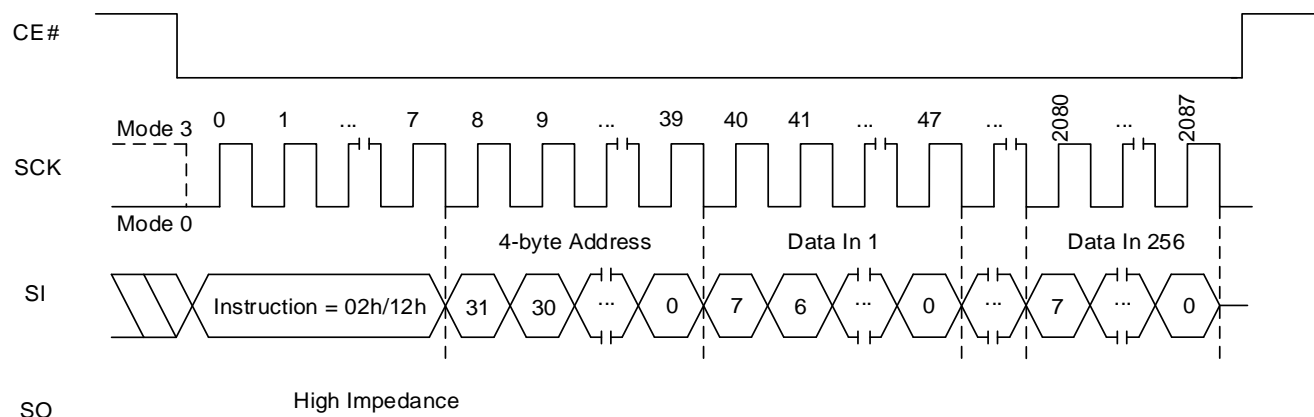 CE#
Mode 3 0 1 ... 7 8 9 ... 39 40 41 ... 47 ... 2080 ... 2087
SCK
Mode 0
4-byte Address Data In 1 Data In 256
SI Instruction = 02h/12h 31 30 ... 0 7 6 ... 0 ... 7 ... 0
High Impedance
SO